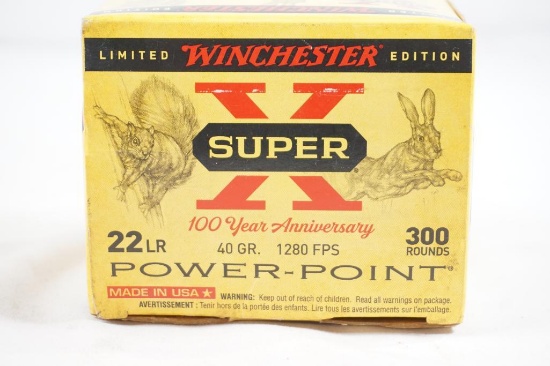 LIMITED WINCHESTER EDITION
X
SUPER
100 Year Anniversary
22 LR 40 GR. 1280 FPS 300 ROUNDS
POWER-POINT
MADE IN USA ★ WARNING: Keep out of reach of children. Read all warnings on package.
AVERTISSEMENT : Tenir hors de la portée des enfants. Lire tous les avertissements sur l'emballage.